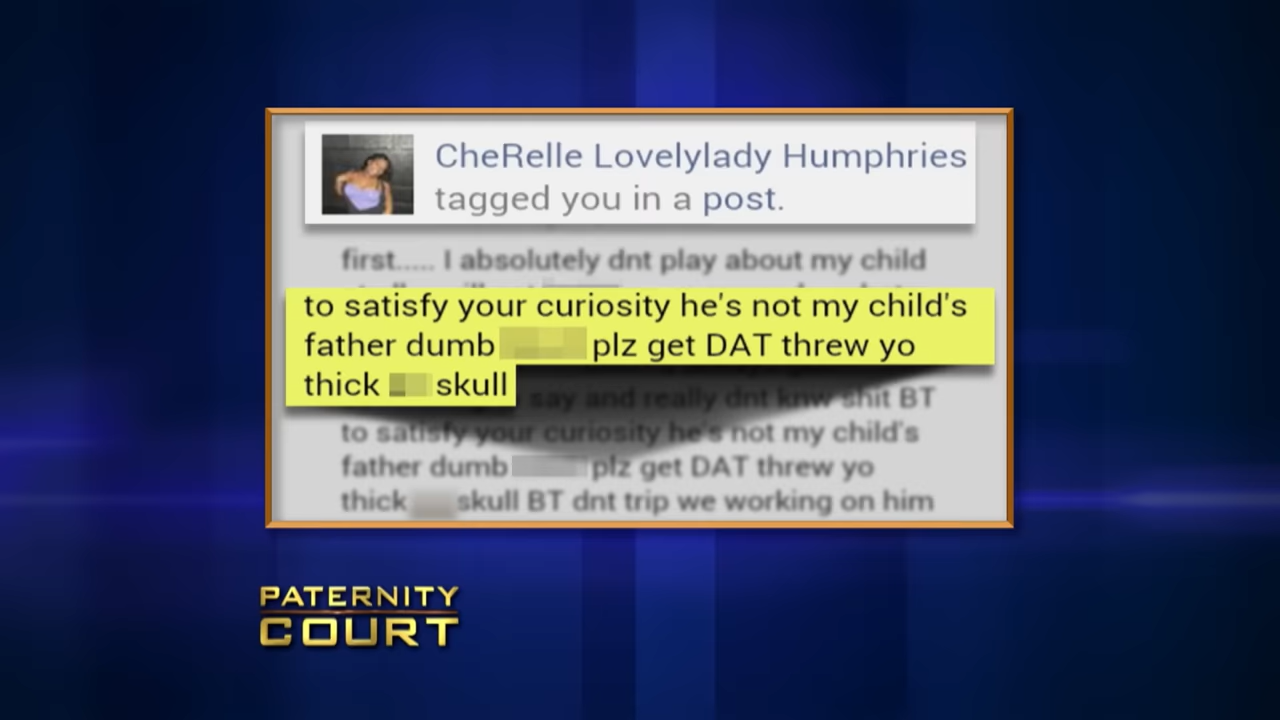 CheRelle Lovelylady Humphries
tagged you in a post.
first..... I absolutely dnt play about my child
to satisfy your curiosity he's not my child's
father dumb plz get DAT threw yo
thick skull
say and really dnt knw shit BT
to satisfy your curiosity he's not my child's
father dumb plz get DAT threw yo
thick skull BT dnt trip we working on him
PATERNITY
COURT